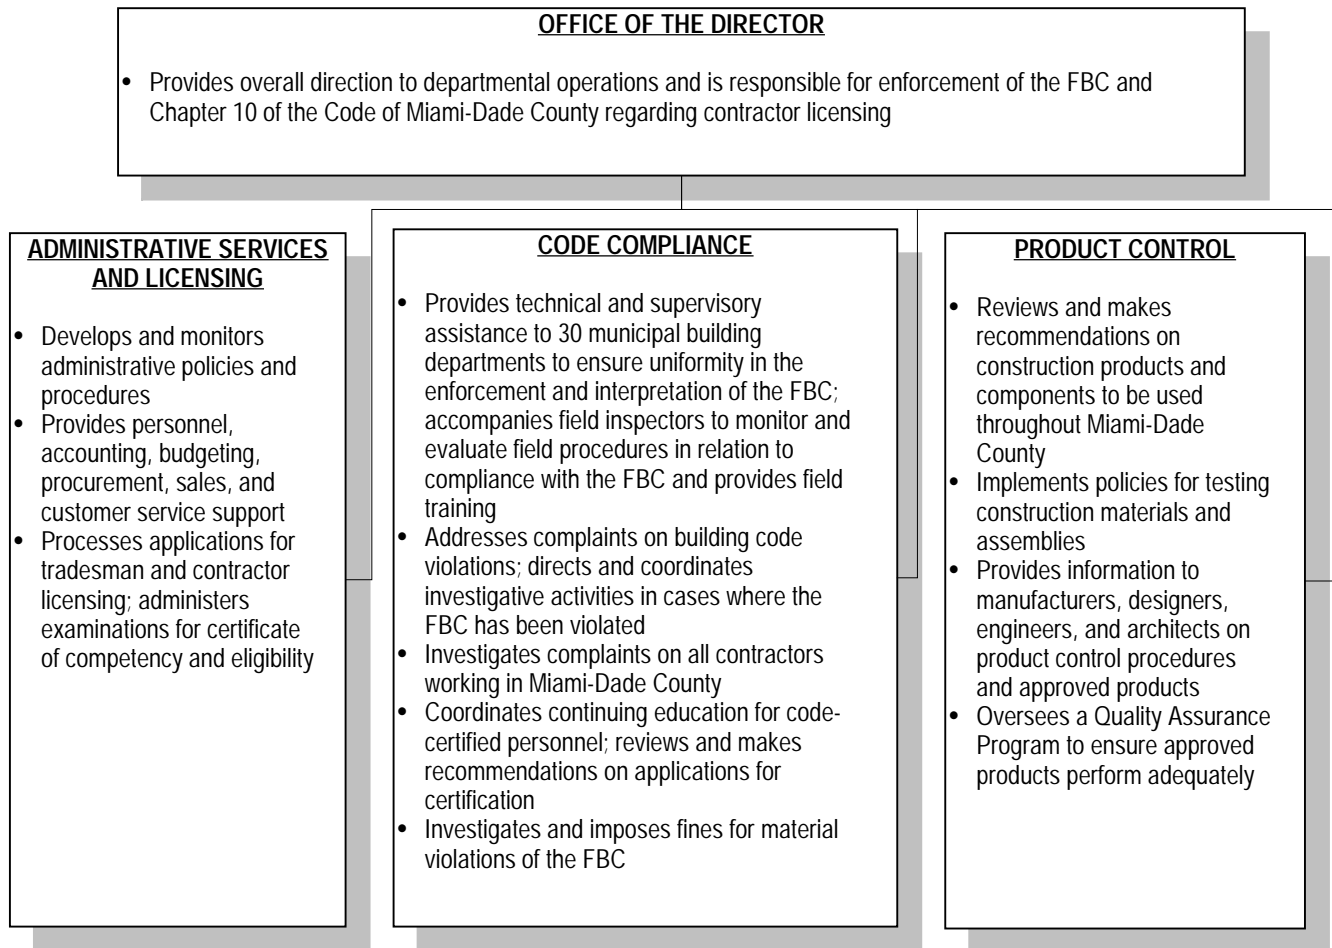 OFFICE OF THE DIRECTOR
• Provides overall direction to departmental operations and is responsible for enforcement of the FBC and
Chapter 10 of the Code of Miami-Dade County regarding contractor licensing
ADMINISTRATIVE SERVICES
AND LICENSING
• Develops and monitors
administrative policies and
procedures
• Provides personnel,
accounting, budgeting,
procurement, sales, and
customer service support
• Processes applications for
tradesman and contractor
licensing; administers
examinations for certificate
of competency and eligibility
CODE COMPLIANCE
• Provides technical and supervisory
assistance to 30 municipal building
departments to ensure uniformity in the
enforcement and interpretation of the FBC;
accompanies field inspectors to monitor and
evaluate field procedures in relation to
compliance with the FBC and provides field
training
• Addresses complaints on building code
violations; directs and coordinates
investigative activities in cases where the
FBC has been violated
• Investigates complaints on all contractors
working in Miami-Dade County
• Coordinates continuing education for code-
certified personnel; reviews and makes
recommendations on applications for
certification
• Investigates and imposes fines for material
violations of the FBC
PRODUCT CONTROL
• Reviews and makes
recommendations on
construction products and
components to be used
throughout Miami-Dade
County
• Implements policies for testing
construction materials and
assemblies
• Provides information to
manufacturers, designers,
engineers, and architects on
product control procedures
and approved products
• Oversees a Quality Assurance
Program to ensure approved
products perform adequately